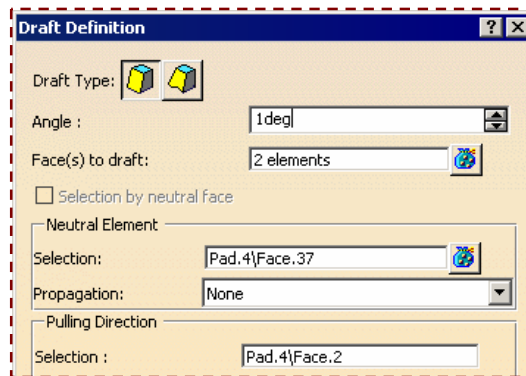 Draft Definition
Draft Type:
Angle : 1deg
Face(s) to draft: 2 elements
Selection by neutral face
Neutral Element
Selection: Pad.4\Face.37
Propagation: None
Pulling Direction
Selection : Pad.4\Face.2